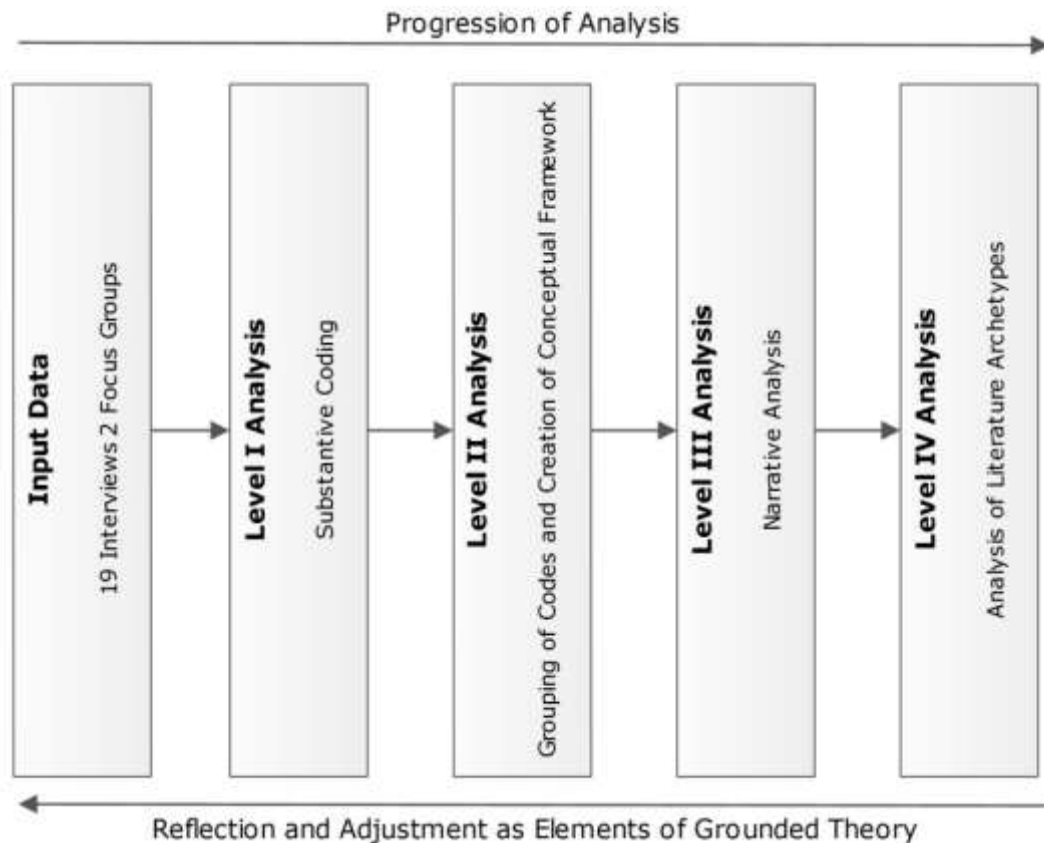 Progression of Analysis
Input Data
19 Interviews 2 Focus Groups
Level I Analysis
Substantive Coding
Level II Analysis
Grouping of Codes and Creation of Conceptual Framework
Level III Analysis
Narrative Analysis
Level IV Analysis
Analysis of Literature Archetypes
Reflection and Adjustment as Elements of Grounded Theory